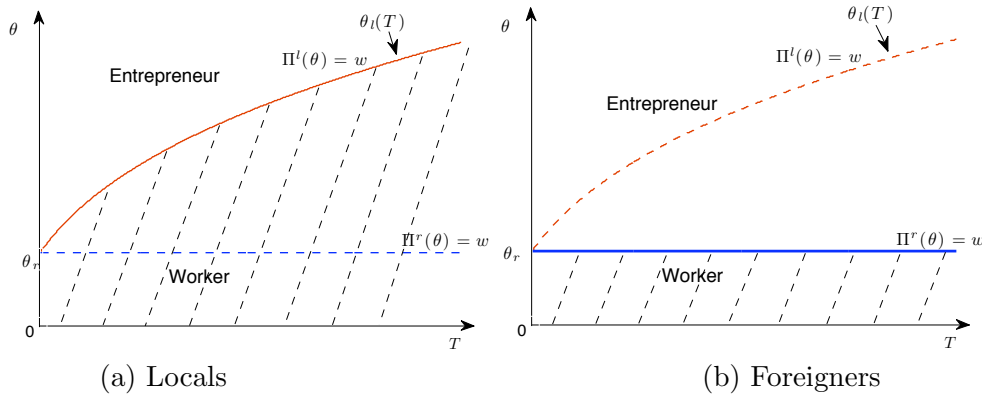 θ
θ_l(T)
Π^l(θ) = w
Entrepreneur
Π^r(θ) = w
θ_r
Worker
0
T
(a) Locals
θ
θ_l(T)
Π^l(θ) = w
Entrepreneur
Π^r(θ) = w
θ_r
Worker
0
T
(b) Foreigners